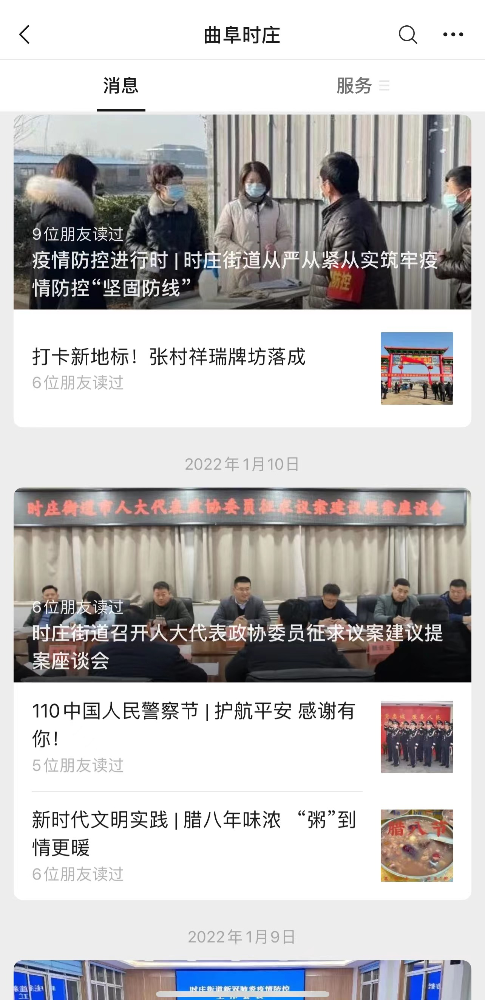 曲阜时庄
消息
服务
防控
9位朋友读过
疫情防控进行时 | 时庄街道从严从紧从实筑牢疫
情防控“坚固防线”
打卡新地标！张村祥瑞牌坊落成
6位朋友读过
2022年1月10日
时庄街道市人大代表政协委员征求议案建议提案座谈会
6位朋友读过
时庄街道召开人大代表政协委员征求议案建议提
案座谈会
110中国人民警察节 | 护航平安 感谢有
你！
5位朋友读过
忠诚 服务人民
新时代文明实践 | 腊八年味浓 “粥”到
情更暖
6位朋友读过
腊八节
2022年1月9日
时庄街道新冠肺炎疫情防控